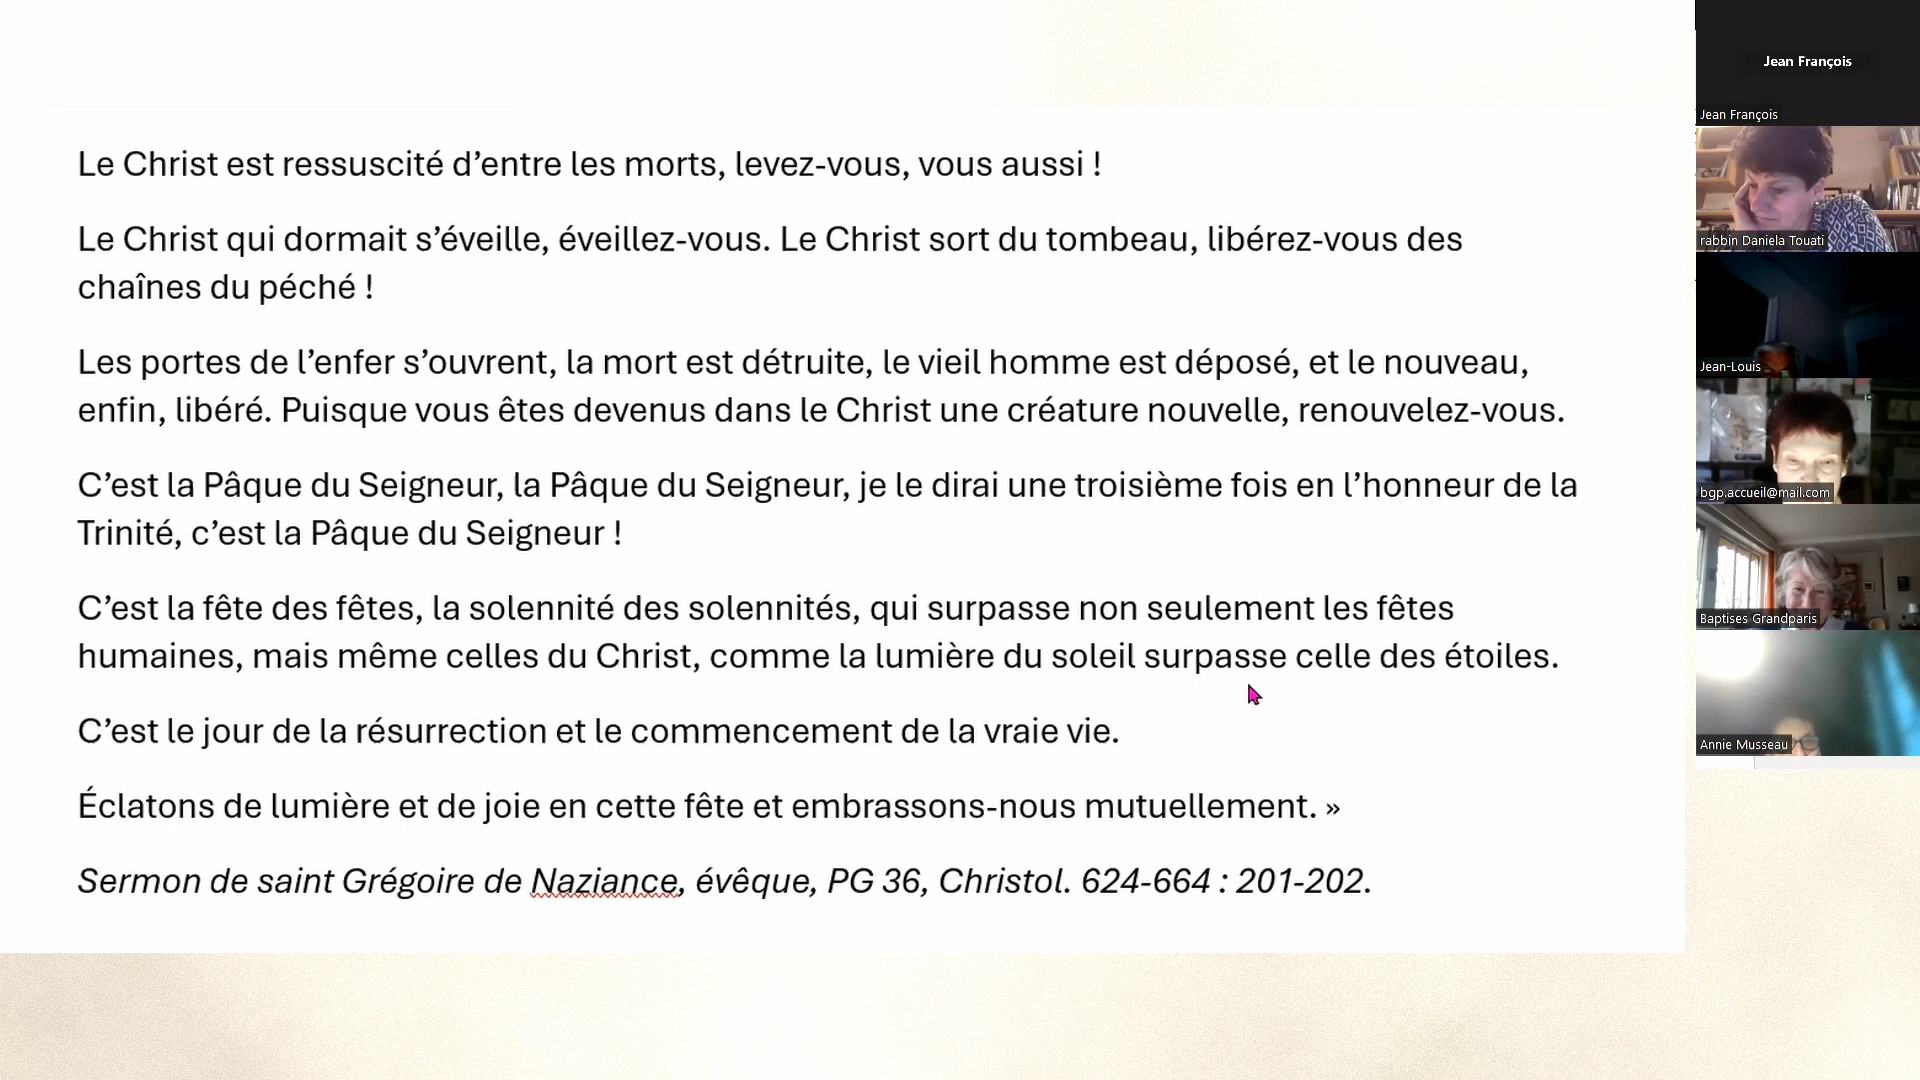 Le Christ est ressuscité d’entre les morts, levez-vous, vous aussi !
Le Christ qui dormait s’éveille, éveillez-vous. Le Christ sort du tombeau, libérez-vous des
chaînes du péché !
Les portes de l’enfer s’ouvrent, la mort est détruite, le vieil homme est déposé, et le nouveau,
enfin, libéré. Puisque vous êtes devenus dans le Christ une créature nouvelle, renouvelez-vous.
C’est la Pâque du Seigneur, la Pâque du Seigneur, je le dirai une troisième fois en l’honneur de la
Trinité, c’est la Pâque du Seigneur !
C’est la fête des fêtes, la solennité des solennités, qui surpasse non seulement les fêtes
humaines, mais même celles du Christ, comme la lumière du soleil surpasse celle des étoiles.
C’est le jour de la résurrection et le commencement de la vraie vie.
Éclatons de lumière et de joie en cette fête et embrassons-nous mutuellement. »
Sermon de saint Grégoire de Naziance, évêque, PG 36, Christol. 624-664 : 201-202.
Jean François
Jean François
rabbin Daniela Touati
Jean-Louis
bgp.accueil@mail.com
Baptises Grandparis
Annie Musseau